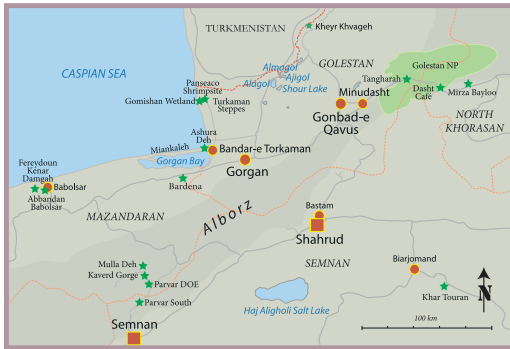 TURKMENISTAN
Kheyr Khvageh
GOLESTAN
CASPIAN SEA
Almagol
Ajigol
Alagol
Shour Lake
Golestan NP
Tangharah
Dasht
Café
Mirza Bayloo
Panseaco
Shrimpsite
Gomishan Wetland
Turkaman
Steppes
Minudasht
Gonbad-e
Qavus
NORTH
KHORASAN
Ashura
Deh
Miankaleh
Bandar-e Torkaman
Gorgan Bay
Gorgan
Fereydoun
Kenar
Damgah
Babolsar
Abbandan
Babolsar
Bardena
MAZANDARAN
Alborz
Bastam
Shahrud
SEMNAN
Biarjomand
Khar Touran
Mulla Deh
Kaverd Gorge
Parvar DOE
Parvar South
Haj Aligholi Salt Lake
Semnan
N
100 km